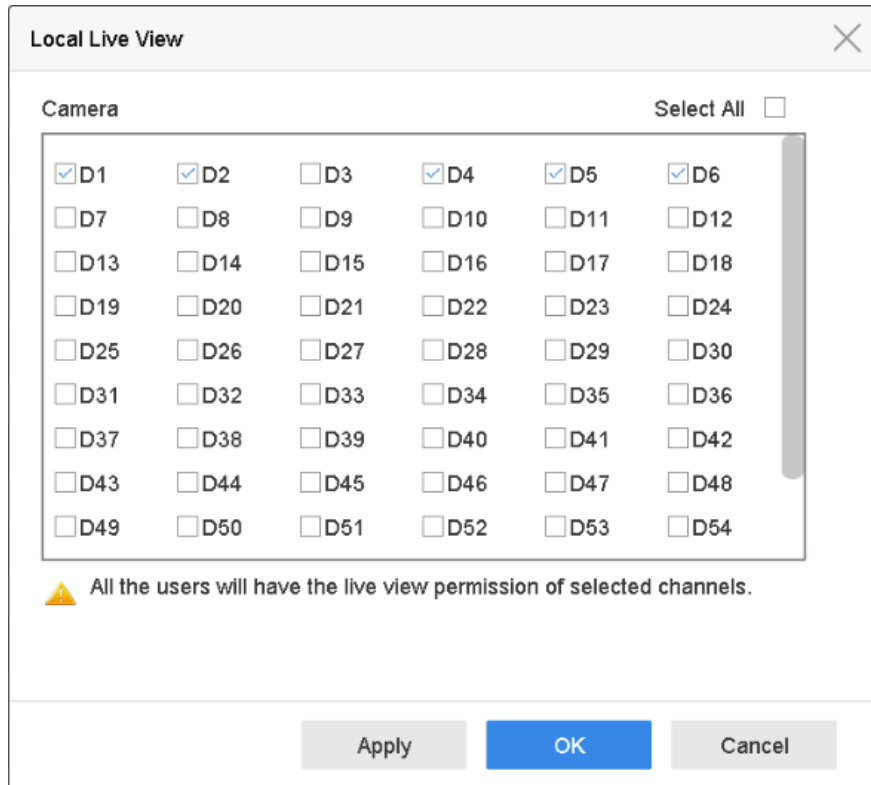 Local Live View
Camera Select All
D1 D2 D3 D4 D5 D6
D7 D8 D9 D10 D11 D12
D13 D14 D15 D16 D17 D18
D19 D20 D21 D22 D23 D24
D25 D26 D27 D28 D29 D30
D31 D32 D33 D34 D35 D36
D37 D38 D39 D40 D41 D42
D43 D44 D45 D46 D47 D48
D49 D50 D51 D52 D53 D54
All the users will have the live view permission of selected channels.
Apply OK Cancel